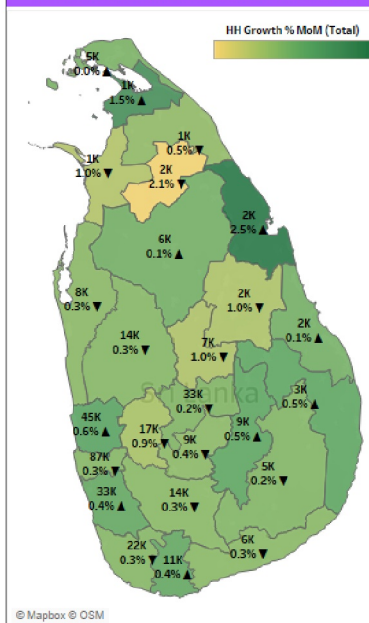 HH Growth % MoM (Total)
5K
0.0% ▲
1K
1.5% ▲
1K
0.5% ▼
1K
1.0% ▼
2K
2.1% ▼
2K
2.5% ▲
6K
0.1% ▲
8K
0.3% ▼
2K
1.0% ▼
2K
0.1% ▲
14K
0.3% ▼
7K
1.0% ▼
Sri Lanka
33K
0.2% ▼
3K
0.5% ▲
45K
0.6% ▲
17K
0.9% ▼
9K
0.4% ▼
9K
0.5% ▲
87K
0.3% ▼
5K
0.2% ▼
33K
0.4% ▲
14K
0.3% ▼
22K
0.3% ▼
11K
0.4% ▲
6K
0.3% ▼
© Mapbox © OSM